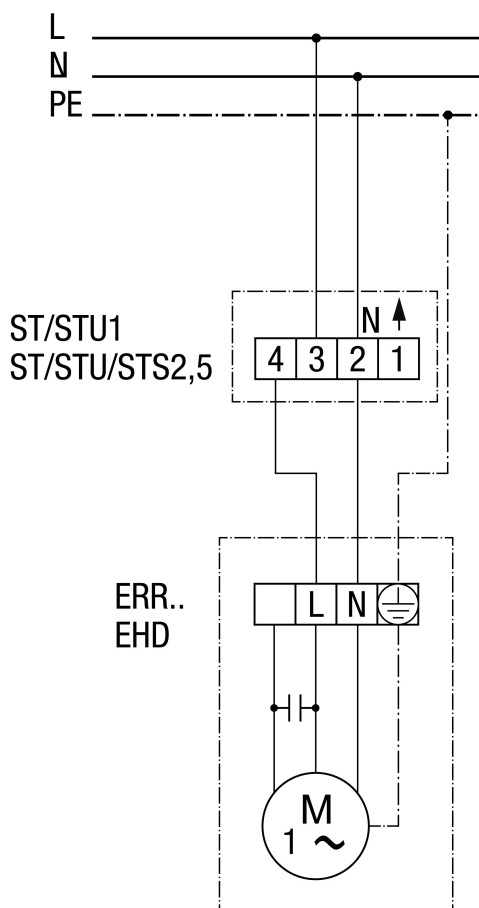 L
N
PE
N
4 3 2 1
ST/STU1
ST/STU/STS2,5
L N
ERR..
EHD
M
1 ~